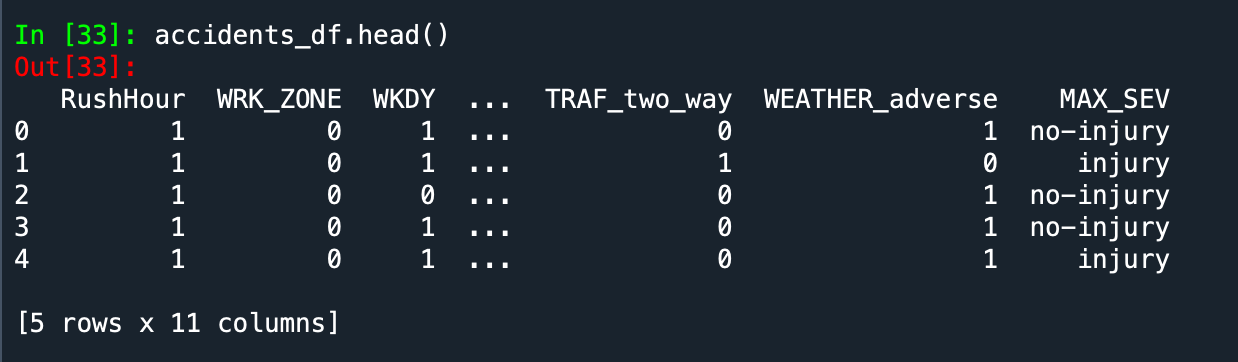 In [33]: accidents_df.head()
Out[33]:
   RushHour  WRK_ZONE  WKDY  ...  TRAF_two_way  WEATHER_adverse    MAX_SEV
0         1         0     1  ...             0                1  no-injury
1         1         0     1  ...             1                0     injury
2         1         0     0  ...             0                1  no-injury
3         1         0     1  ...             0                1  no-injury
4         1         0     1  ...             0                1     injury
[5 rows x 11 columns]